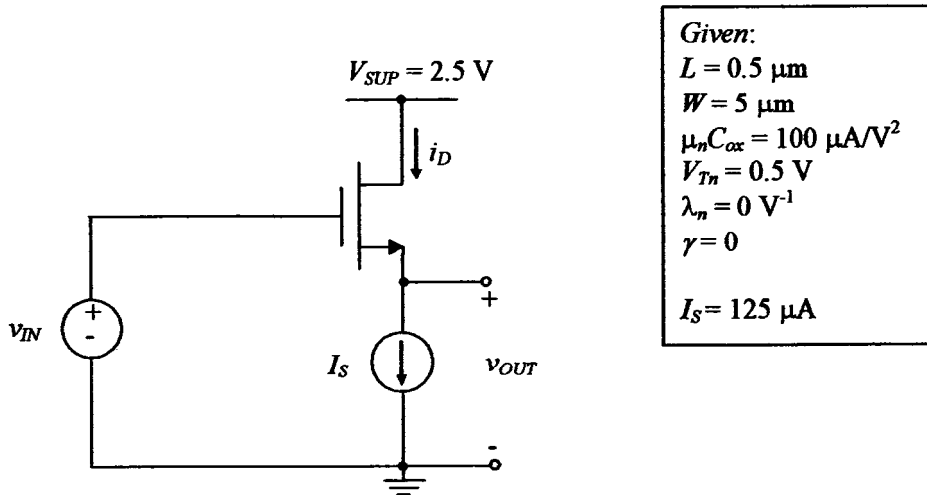 V_SUP = 2.5 V
i_D
v_IN
+
-
I_S
+
v_OUT
-
Given:
L = 0.5 μm
W = 5 μm
μ_nC_ox = 100 μA/V²
V_Tn = 0.5 V
λ_n = 0 V⁻¹
γ = 0
I_S = 125 μA